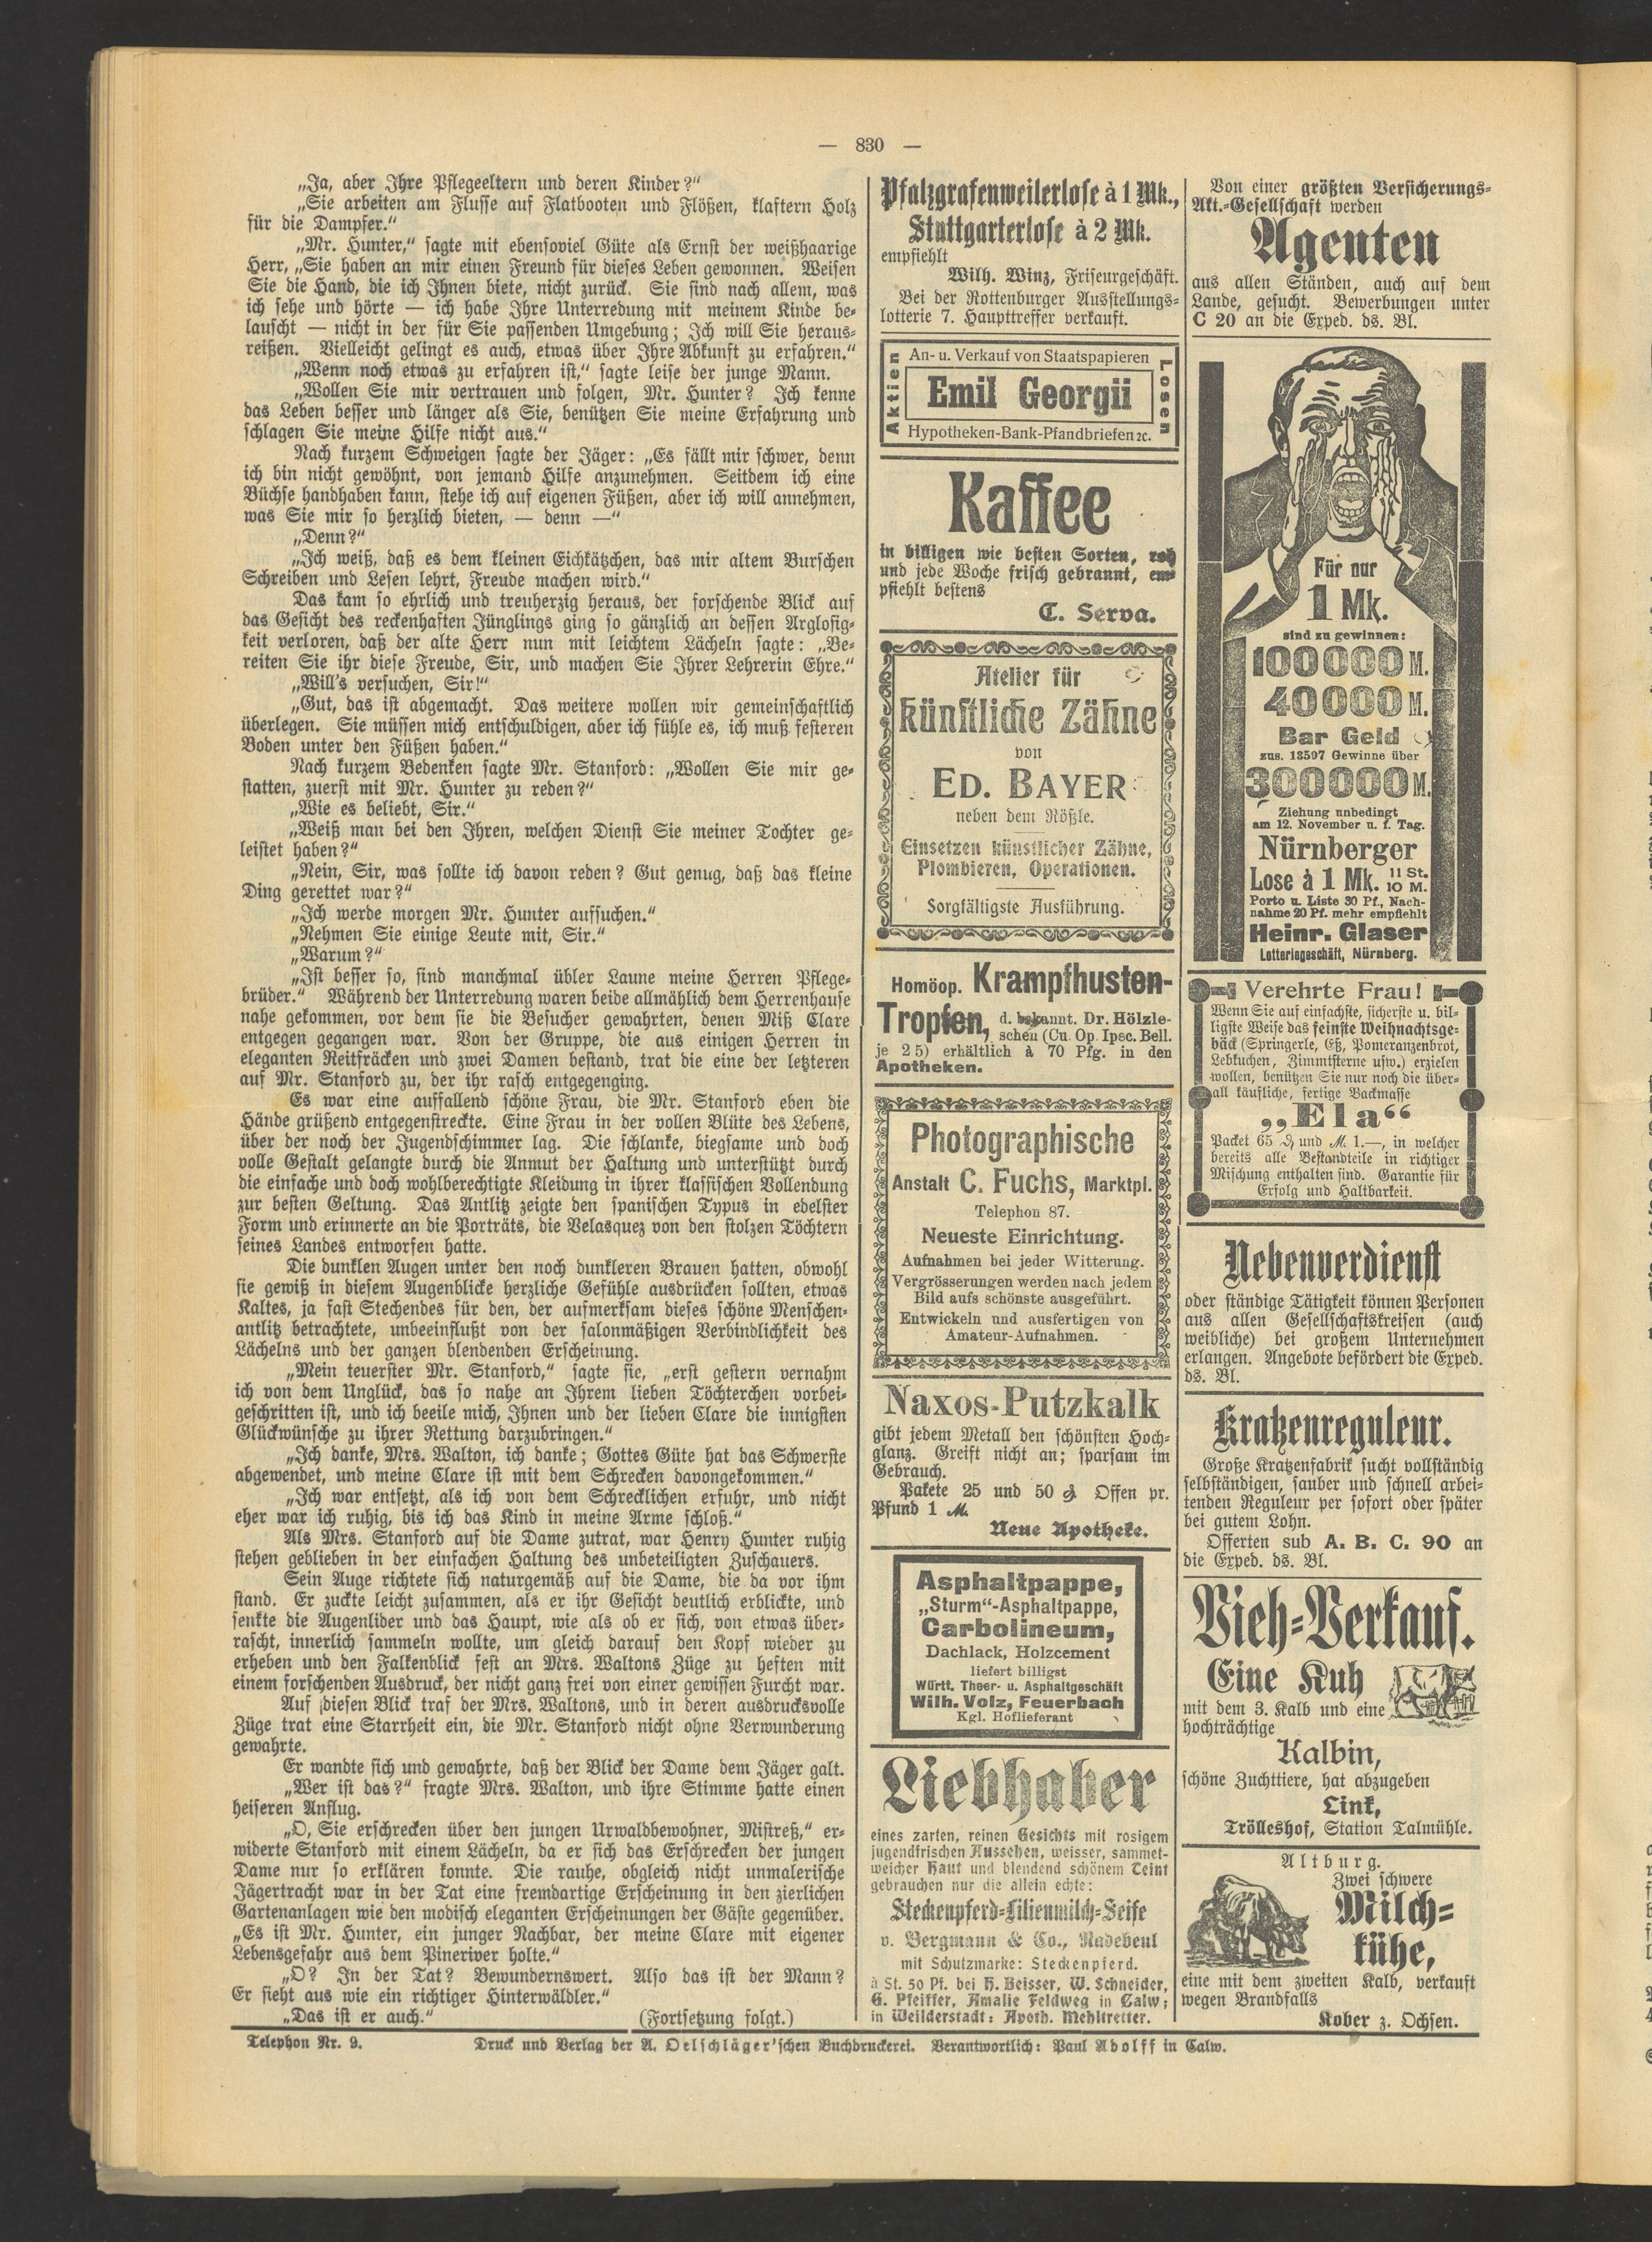 — 830 —
„Ja, aber Ihre Pflegeeltern und deren Kinder?“
„Sie arbeiten am Flusse auf Flatbooten und Flößen, klaftern Holz
für die Dampfer.“
„Mr. Hunter,“ sagte mit ebensoviel Güte als Ernst der weißhaarige
Herr, „Sie haben an mir einen Freund für dieses Leben gewonnen. Weisen
Sie die Hand, die ich Ihnen biete, nicht zurück. Sie sind nach allem, was
ich sehe und hörte — ich habe Ihre Unterredung mit meinem Kinde be-
lauscht — nicht in der für Sie passenden Umgebung; Ich will Sie heraus-
reißen. Vielleicht gelingt es auch, etwas über Ihre Abkunft zu erfahren.“
„Wenn noch etwas zu erfahren ist,“ sagte leise der junge Mann.
„Wollen Sie mir vertrauen und folgen, Mr. Hunter? Ich kenne
das Leben besser und länger als Sie, benützen Sie meine Erfahrung und
schlagen Sie meine Hilfe nicht aus.“
Nach kurzem Schweigen sagte der Jäger: „Es fällt mir schwer, denn
ich bin nicht gewöhnt, von jemand Hilfe anzunehmen. Seitdem ich eine
Büchse handhaben kann, stehe ich auf eigenen Füßen, aber ich will annehmen,
was Sie mir so herzlich bieten, — denn —“
„Denn?“
„Ich weiß, daß es dem kleinen Eichkätzchen, das mir altem Burschen
Schreiben und Lesen lehrt, Freude machen wird.“
Das kam so ehrlich und treuherzig heraus, der forschende Blick auf
das Gesicht des reckenhaften Jünglings ging so gänzlich an dessen Arglosig-
keit verloren, daß der alte Herr nun mit leichtem Lächeln sagte: „Be-
reiten Sie ihr diese Freude, Sir, und machen Sie Ihrer Lehrerin Ehre.“
„Will's versuchen, Sir!“
„Gut, das ist abgemacht. Das weitere wollen wir gemeinschaftlich
überlegen. Sie müssen mich entschuldigen, aber ich fühle es, ich muß festeren
Boden unter den Füßen haben.“
Nach kurzem Bedenken sagte Mr. Stanford: „Wollen Sie mir ge-
statten, zuerst mit Mr. Hunter zu reden?“
„Wie es beliebt, Sir.“
„Weiß man bei den Ihren, welchen Dienst Sie meiner Tochter ge-
leistet haben?“
„Nein, Sir, was sollte ich davon reden? Gut genug, daß das kleine
Ding gerettet war?“
„Ich werde morgen Mr. Hunter aufsuchen.“
„Nehmen Sie einige Leute mit, Sir.“
„Warum?“
„Ist besser so, sind manchmal übler Laune meine Herren Pflege-
brüder.“ Während der Unterredung waren beide allmählich dem Herrenhause
nahe gekommen, vor dem sie die Besucher gewahrten, denen Miß Clare
entgegen gegangen war. Von der Gruppe, die aus einigen Herren in
eleganten Reitfräcken und zwei Damen bestand, trat die eine der letzteren
auf Mr. Stanford zu, der ihr rasch entgegenging.
Es war eine auffallend schöne Frau, die Mr. Stanford eben die
Hände grüßend entgegenstreckte. Eine Frau in der vollen Blüte des Lebens,
über der noch der Jugendschimmer lag. Die schlanke, biegsame und doch
volle Gestalt gelangte durch die Anmut der Haltung und unterstützt durch
die einfache und doch wohlberechtigte Kleidung in ihrer klassischen Vollendung
zur besten Geltung. Das Antlitz zeigte den spanischen Typus in edelster
Form und erinnerte an die Porträts, die Velasquez von den stolzen Töchtern
seines Landes entworfen hatte.
Die dunklen Augen unter den noch dunkleren Brauen hatten, obwohl
sie gewiß in diesem Augenblicke herzliche Gefühle ausdrücken sollten, etwas
Kaltes, ja fast Stechendes für den, der aufmerksam dieses schöne Menschen-
antlitz betrachtete, unbeeinflußt von der salonmäßigen Verbindlichkeit des
Lächelns und der ganzen blendenden Erscheinung.
„Mein teuerster Mr. Stanford,“ sagte sie, „erst gestern vernahm
ich von dem Unglück, das so nahe an Ihrem lieben Töchterchen vorbei-
geschritten ist, und ich beeile mich, Ihnen und der lieben Clare die innigsten
Glückwünsche zu ihrer Rettung darzubringen.“
„Ich danke, Mrs. Walton, ich danke; Gottes Güte hat das Schwerste
abgewendet, und meine Clare ist mit dem Schrecken davongekommen.“
„Ich war entsetzt, als ich von dem Schrecklichen erfuhr, und nicht
eher war ich ruhig, bis ich das Kind in meine Arme schloß.“
Als Mrs. Stanford auf die Dame zutrat, war Henry Hunter ruhig
stehen geblieben in der einfachen Haltung des unbeteiligten Zuschauers.
Sein Auge richtete sich naturgemäß auf die Dame, die da vor ihm
stand. Er zuckte leicht zusammen, als er ihr Gesicht deutlich erblickte, und
senkte die Augenlider und das Haupt, wie als ob er sich, von etwas über-
rascht, innerlich sammeln wollte, um gleich darauf den Kopf wieder zu
erheben und den Falkenblick fest an Mrs. Waltons Züge zu heften mit
einem forschenden Ausdruck, der nicht ganz frei von einer gewissen Furcht war.
Auf diesen Blick traf der Mrs. Waltons, und in deren ausdrucksvolle
Züge trat eine Starrheit ein, die Mr. Stanford nicht ohne Verwunderung
gewahrte.
Er wandte sich und gewahrte, daß der Blick der Dame dem Jäger galt.
„Wer ist das?“ fragte Mrs. Walton, und ihre Stimme hatte einen
heiseren Anflug.
„O, Sie erschrecken über den jungen Urwaldbewohner, Mistreß,“ er-
widerte Stanford mit einem Lächeln, da er sich das Erschrecken der jungen
Dame nur so erklären konnte. Die rauhe, obgleich nicht unmalerische
Jägertracht war in der Tat eine fremdartige Erscheinung in den zierlichen
Gartenanlagen wie den modisch eleganten Erscheinungen der Gäste gegenüber.
„Es ist Mr. Hunter, ein junger Nachbar, der meine Clare mit eigener
Lebensgefahr aus dem Pineriver holte.“
„O? In der Tat? Bewundernswert. Also das ist der Mann?
Er sieht aus wie ein richtiger Hinterwäldler.“
„Das ist er auch.“ (Fortsetzung folgt.)
Pfalzgrafenweilerlose à 1 Mk.,
Stuttgarterlose à 2 Mk.
empfiehlt
Wilh. Winz, Friseurgeschäft.
Bei der Rottenburger Ausstellungs-
lotterie 7. Haupttreffer verkauft.
An- u. Verkauf von Staatspapieren
Aktien
Emil Georgii
Losen
Hypotheken-Bank-Pfandbriefen ꝛc.
Kaffee
in billigen wie besten Sorten, roh
und jede Woche frisch gebrannt, em-
pfiehlt bestens
C. Serva.
Atelier für
künstliche Zähne
von
ED. BAYER
neben dem Rößle.
Einsetzen künstlicher Zähne,
Plombieren, Operationen.
Sorgfältigste Ausführung.
Homöop. Krampfhusten-
Tropfen, d. bekannt. Dr. Hölzle-
schen (Cu. Op. Ipec. Bell.
je 2 5) erhältlich à 70 Pfg. in den
Apotheken.
Photographische
Anstalt C. Fuchs, Marktpl.
Telephon 87.
Neueste Einrichtung.
Aufnahmen bei jeder Witterung.
Vergrösserungen werden nach jedem
Bild aufs schönste ausgeführt.
Entwickeln und ausfertigen von
Amateur-Aufnahmen.
Naxos-Putzkalk
gibt jedem Metall den schönsten Hoch-
glanz. Greift nicht an; sparsam im
Gebrauch.
Pakete 25 und 50 ₰. Offen pr.
Pfund 1 ℳ.
Neue Apotheke.
Asphaltpappe,
„Sturm“-Asphaltpappe,
Carbolineum,
Dachlack, Holzcement
liefert billigst
Württ. Theer- u. Asphaltgeschäft
Wilh. Volz, Feuerbach
Kgl. Hoflieferant
Liebhaber
eines zarten, reinen Gesichts mit rosigem
jugendfrischen Aussehen, weisser, sammet-
weicher Haut und blendend schönem Teint
gebrauchen nur die allein echte:
Steckenpferd-Lilienmilch-Seife
v. Bergmann & Co., Radebeul
mit Schutzmarke: Steckenpferd.
à St. 50 Pf. bei H. Beisser, W. Schneider,
G. Pfeiffer, Amalie Feldweg in Calw;
in Weilderstadt: Apoth. Mehltretter.
Von einer größten Versicherungs-
Akt.-Gesellschaft werden
Agenten
aus allen Ständen, auch auf dem
Lande, gesucht. Bewerbungen unter
C 20 an die Exped. ds. Bl.
Für nur
1 Mk.
sind zu gewinnen:
100000 M.
40000 M.
Bar Geld
zus. 13597 Gewinne über
300000 M.
Ziehung unbedingt
am 12. November u. f. Tag.
Nürnberger
Lose à 1 Mk. 11 St. 10 M.
Porto u. Liste 30 Pf., Nach-
nahme 20 Pf. mehr empfiehlt
Heinr. Glaser
Lotteriegeschäft, Nürnberg.
Verehrte Frau!
Wenn Sie auf einfachste, sicherste u. bil-
ligste Weise das feinste Weihnachtsge-
bäck (Springerle, Eß, Pomeranzenbrot,
Lebkuchen, Zimmtsterne usw.) erzielen
wollen, benützen Sie nur noch die über-
all käufliche, fertige Backmasse
„Ela“
Packet 65 ₰ und ℳ 1.—, in welcher
bereits alle Bestandteile in richtiger
Mischung enthalten sind. Garantie für
Erfolg und Haltbarkeit.
Nebenverdienst
oder ständige Tätigkeit können Personen
aus allen Gesellschaftskreisen (auch
weibliche) bei großem Unternehmen
erlangen. Angebote befördert die Exped.
ds. Bl.
Kratzenreguleur.
Große Kratzenfabrik sucht vollständig
selbständigen, sauber und schnell arbei-
tenden Reguleur per sofort oder später
bei gutem Lohn.
Offerten sub A. B. C. 90 an
die Exped. ds. Bl.
Vieh-Verkauf.
Eine Kuh
mit dem 3. Kalb und eine
hochträchtige
Kalbin,
schöne Zuchttiere, hat abzugeben
Link,
Trölleshof, Station Talmühle.
Altburg.
Zwei schwere
Milch-
kühe,
eine mit dem zweiten Kalb, verkauft
wegen Brandfalls
Kober z. Ochsen.
Telephon Nr. 9. Druck und Verlag der A. Oelschläger'schen Buchdruckerei. Verantwortlich: Paul Adolff in Calw.